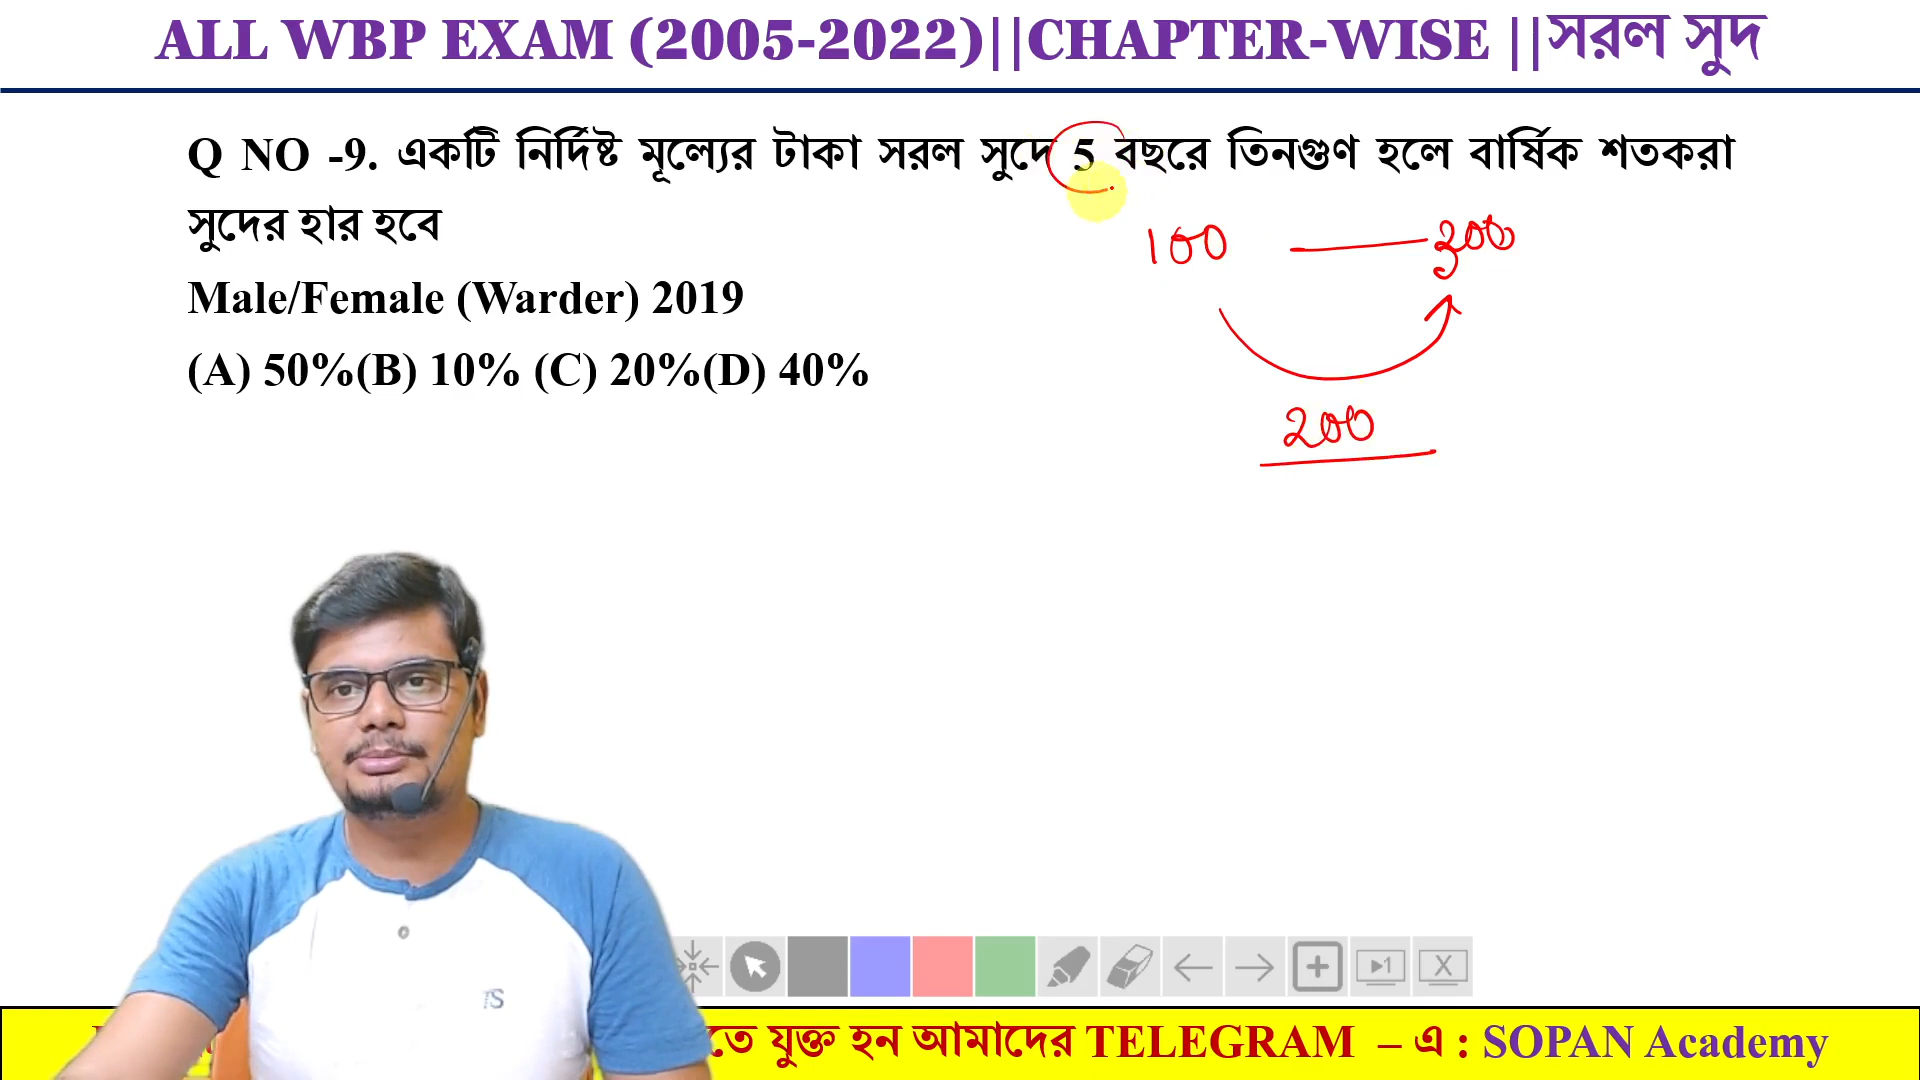 ALL WBP EXAM (2005-2022)||CHAPTER-WISE ||সরল সুদ
Q NO -9. একটি নির্দিষ্ট মূল্যের টাকা সরল সুদে 5 বছরে তিনগুণ হলে বার্ষিক শতকরা
সুদের হার হবে
100 300
Male/Female (Warder) 2019
(A) 50%(B) 10% (C) 20%(D) 40%
200
তে যুক্ত হন আমাদের TELEGRAM – এ : SOPAN Academy